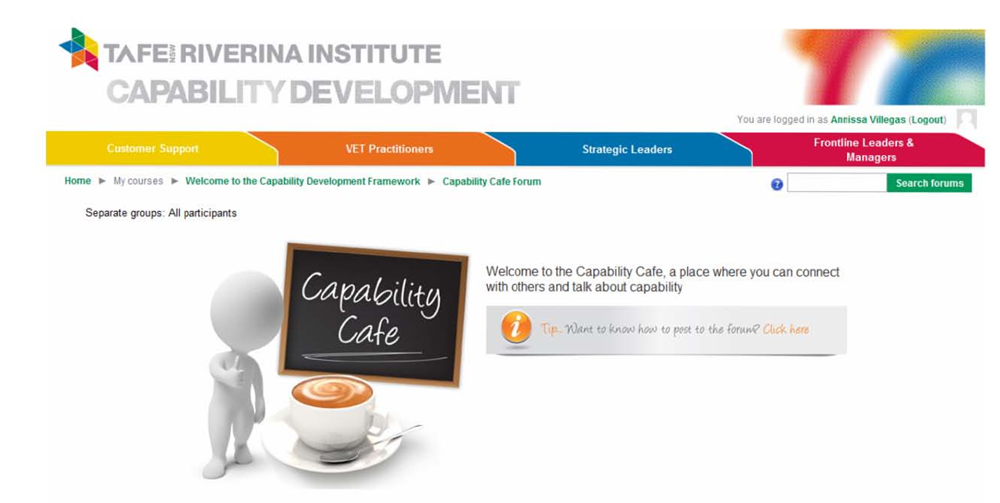 TAFE NSW RIVERINA INSTITUTE
CAPABILITY DEVELOPMENT
You are logged in as Annissa Villegas (Logout)
Customer Support
VET Practitioners
Strategic Leaders
Frontline Leaders &
Managers
Home ► My courses ► Welcome to the Capability Development Framework ► Capability Cafe Forum
?
Search forums
Separate groups: All participants
Capability
Cafe
Welcome to the Capability Cafe, a place where you can connect
with others and talk about capability
i
Tip... Want to know how to post to the forum? Click here